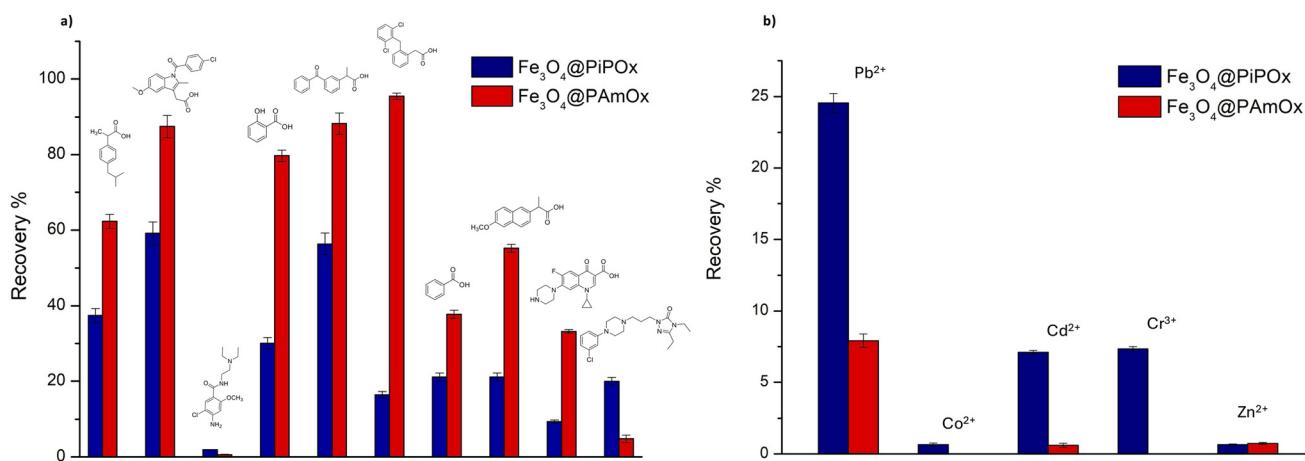 a)
Recovery %
100
80
60
40
20
0
Fe₃O₄@PiPOx
Fe₃O₄@PAmOx
b)
Recovery %
25
20
15
10
5
0
Fe₃O₄@PiPOx
Fe₃O₄@PAmOx
Pb²⁺
Co²⁺
Cd²⁺
Cr³⁺
Zn²⁺